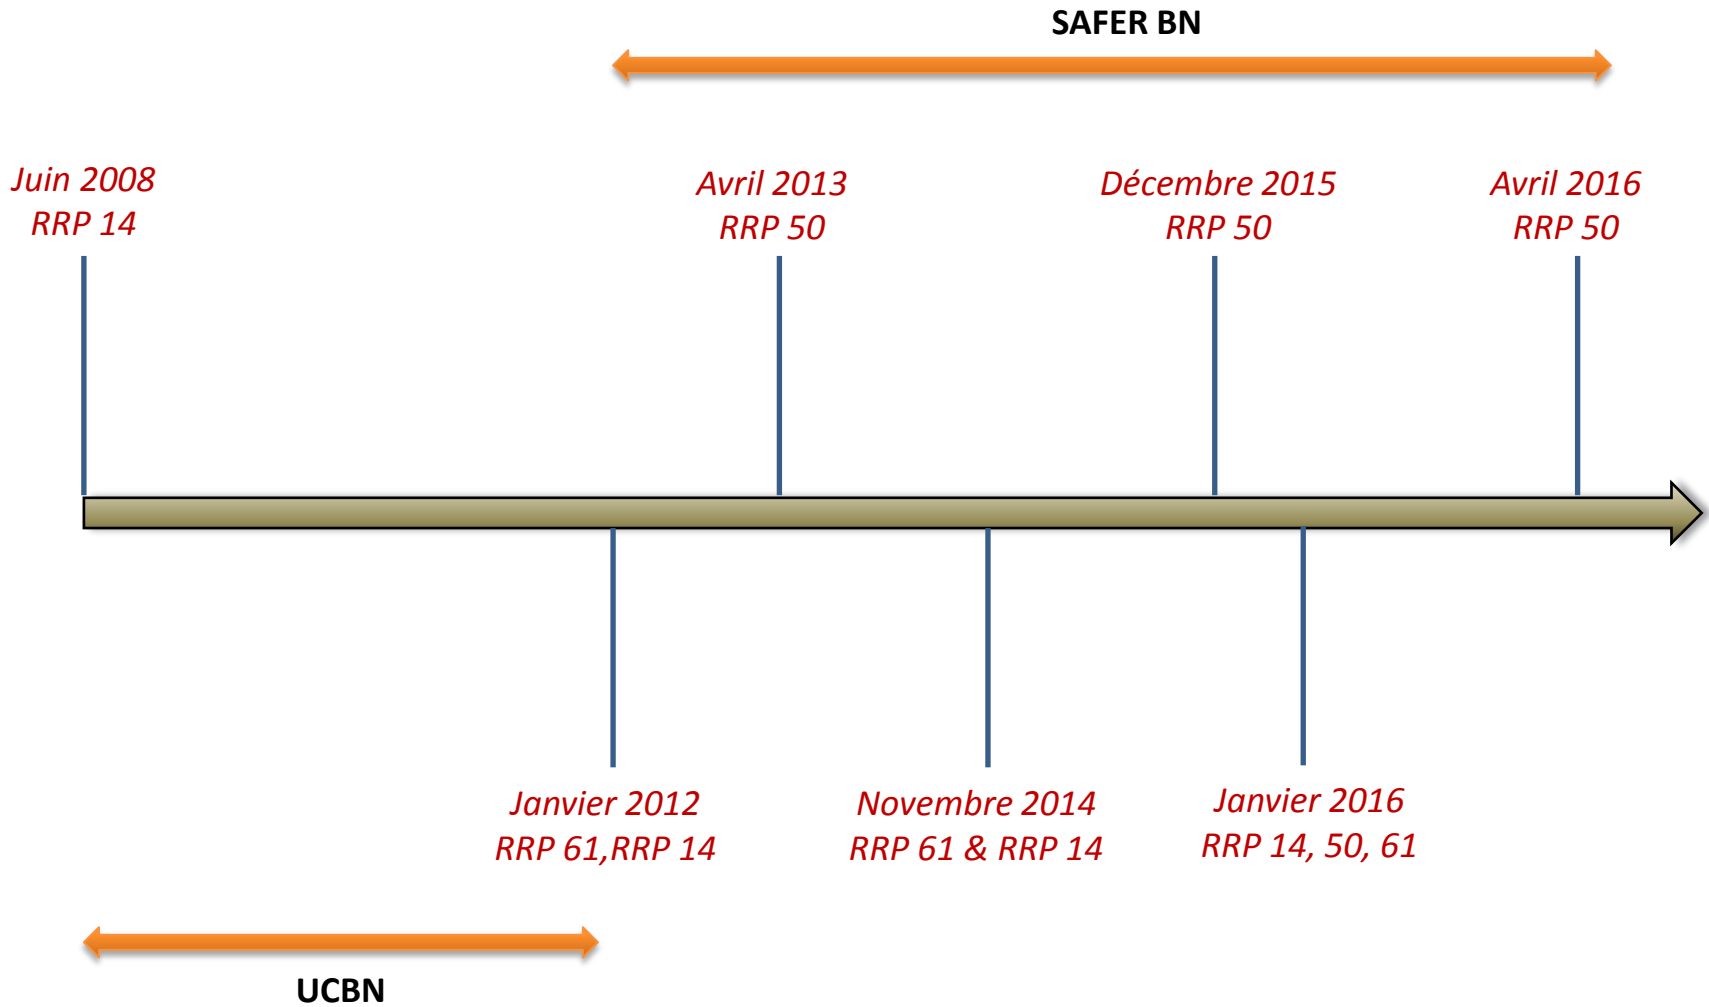 SAFER BN
Juin 2008
RRP 14
Avril 2013
RRP 50
Décembre 2015
RRP 50
Avril 2016
RRP 50
Janvier 2012
RRP 61,RRP 14
Novembre 2014
RRP 61 & RRP 14
Janvier 2016
RRP 14, 50, 61
UCBN